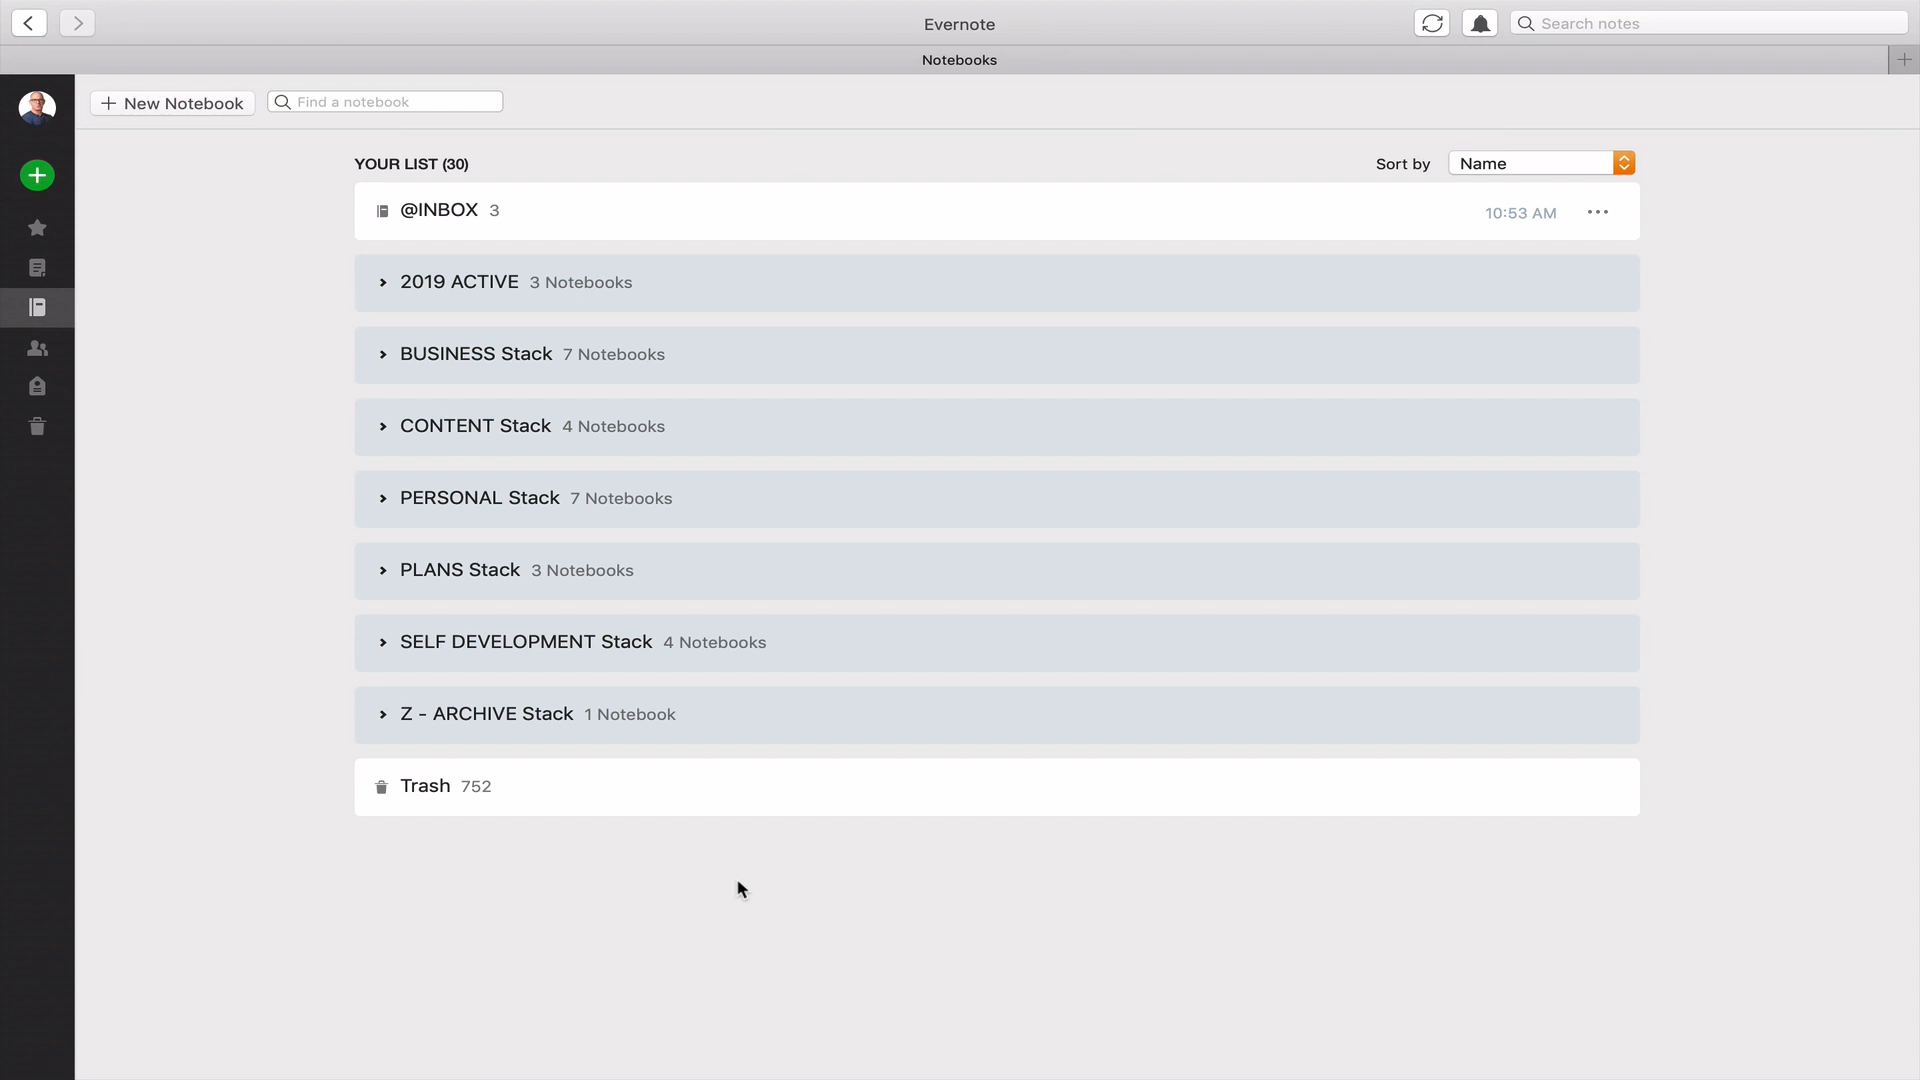 Evernote
Search notes
Notebooks
New Notebook
Find a notebook
YOUR LIST (30)
Sort by Name
@INBOX 3 10:53 AM
2019 ACTIVE 3 Notebooks
BUSINESS Stack 7 Notebooks
CONTENT Stack 4 Notebooks
PERSONAL Stack 7 Notebooks
PLANS Stack 3 Notebooks
SELF DEVELOPMENT Stack 4 Notebooks
Z - ARCHIVE Stack 1 Notebook
Trash 752